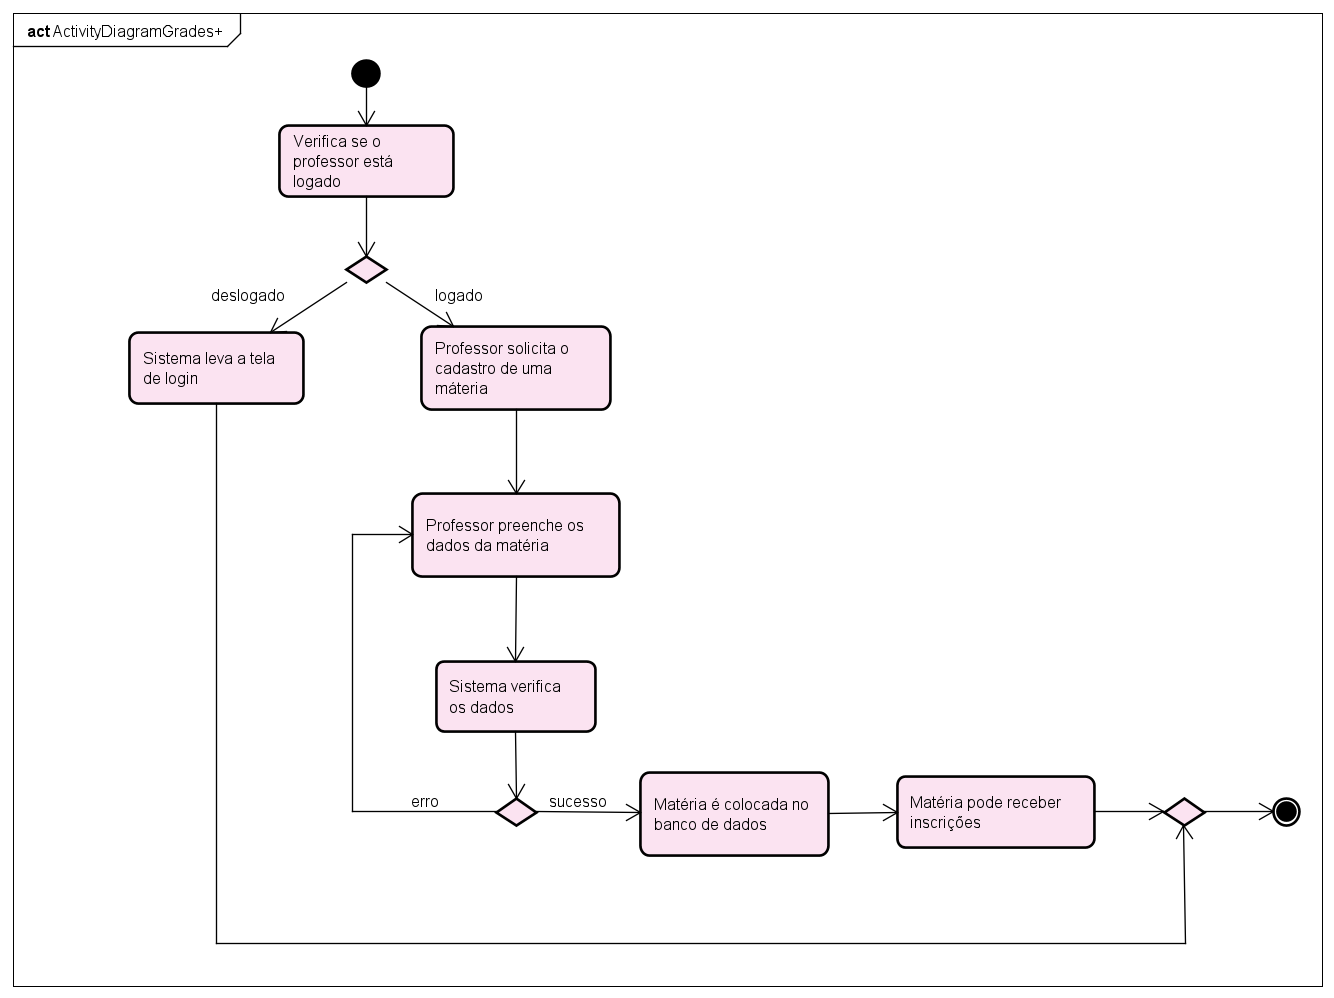 act ActivityDiagramGrades+
Verifica se o
professor está
logado
deslogado
logado
Sistema leva a tela
de login
Professor solicita o
cadastro de uma
máteria
Professor preenche os
dados da matéria
Sistema verifica
os dados
erro
sucesso
Matéria é colocada no
banco de dados
Matéria pode receber
inscrições